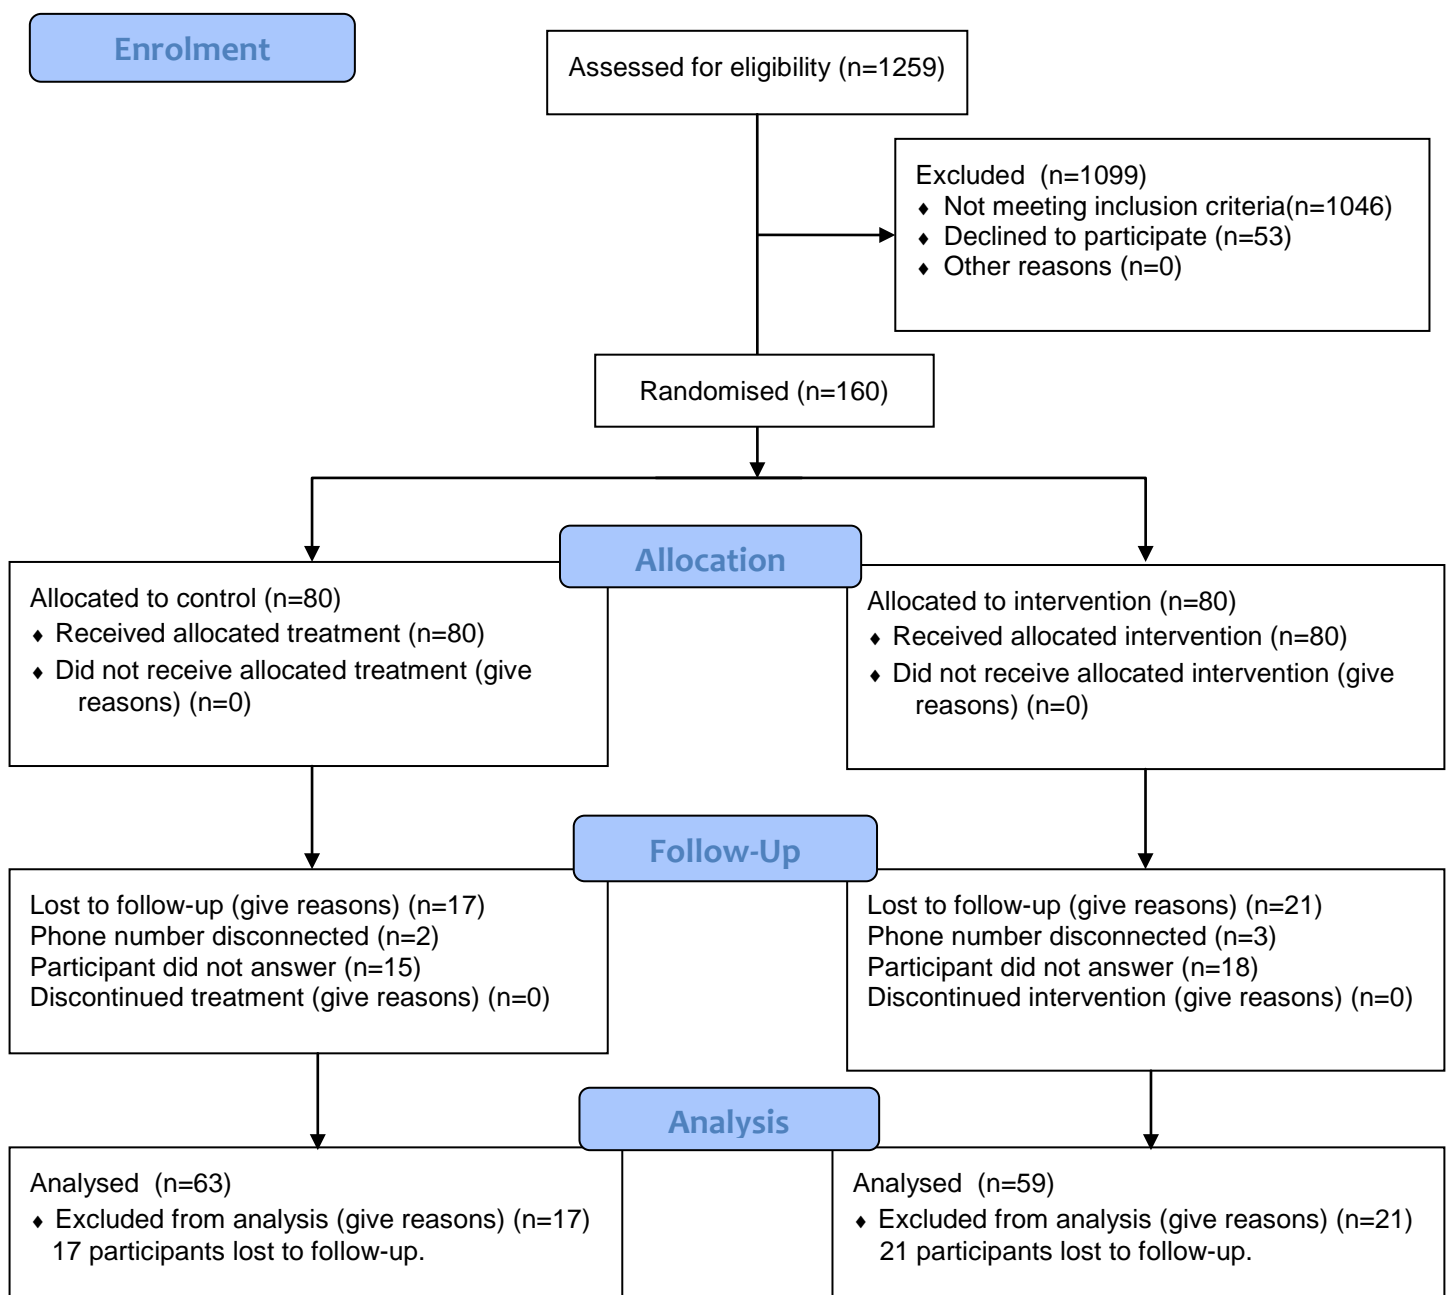 Enrolment
Assessed for eligibility (n=1259)
Excluded  (n=1099)
♦ Not meeting inclusion criteria(n=1046)
♦ Declined to participate (n=53)
♦ Other reasons (n=0)
Randomised (n=160)
Allocation
Allocated to control (n=80)
♦ Received allocated treatment (n=80)
♦ Did not receive allocated treatment (give
reasons) (n=0)
Allocated to intervention (n=80)
♦ Received allocated intervention (n=80)
♦ Did not receive allocated intervention (give
reasons) (n=0)
Follow-Up
Lost to follow-up (give reasons) (n=17)
Phone number disconnected (n=2)
Participant did not answer (n=15)
Discontinued treatment (give reasons) (n=0)
Lost to follow-up (give reasons) (n=21)
Phone number disconnected (n=3)
Participant did not answer (n=18)
Discontinued intervention (give reasons) (n=0)
Analysis
Analysed  (n=63)
♦ Excluded from analysis (give reasons) (n=17)
17 participants lost to follow-up.
Analysed  (n=59)
♦ Excluded from analysis (give reasons) (n=21)
21 participants lost to follow-up.